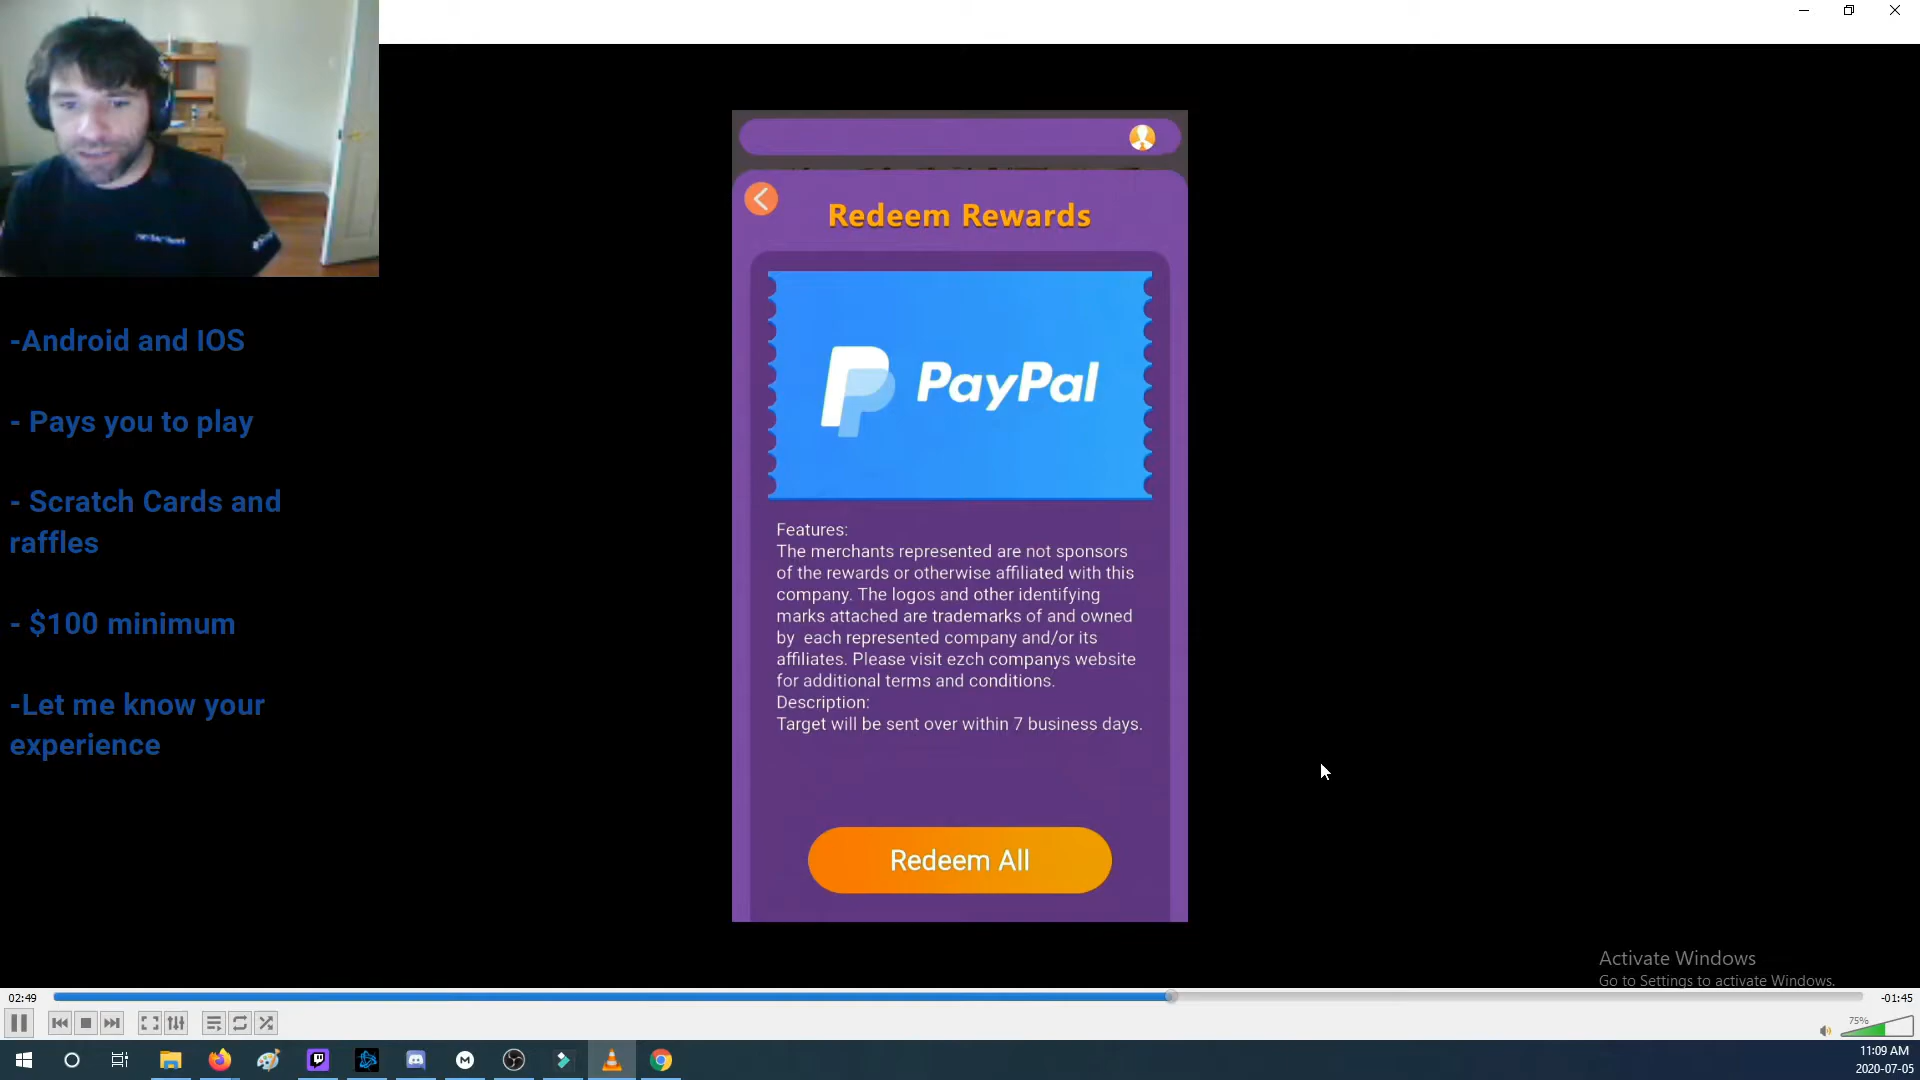 -Android and IOS
- Pays you to play
- Scratch Cards and
raffles
- $100 minimum
-Let me know your
experience
Redeem Rewards
PayPal
Features:
The merchants represented are not sponsors
of the rewards or otherwise affiliated with this
company. The logos and other identifying
marks attached are trademarks of and owned
by each represented company and/or its
affiliates. Please visit ezch companys website
for additional terms and conditions.
Description:
Target will be sent over within 7 business days.
Redeem All
Activate Windows
Go to Settings to activate Windows.
02:49
-01:45
75%
11:09 AM
2020-07-05